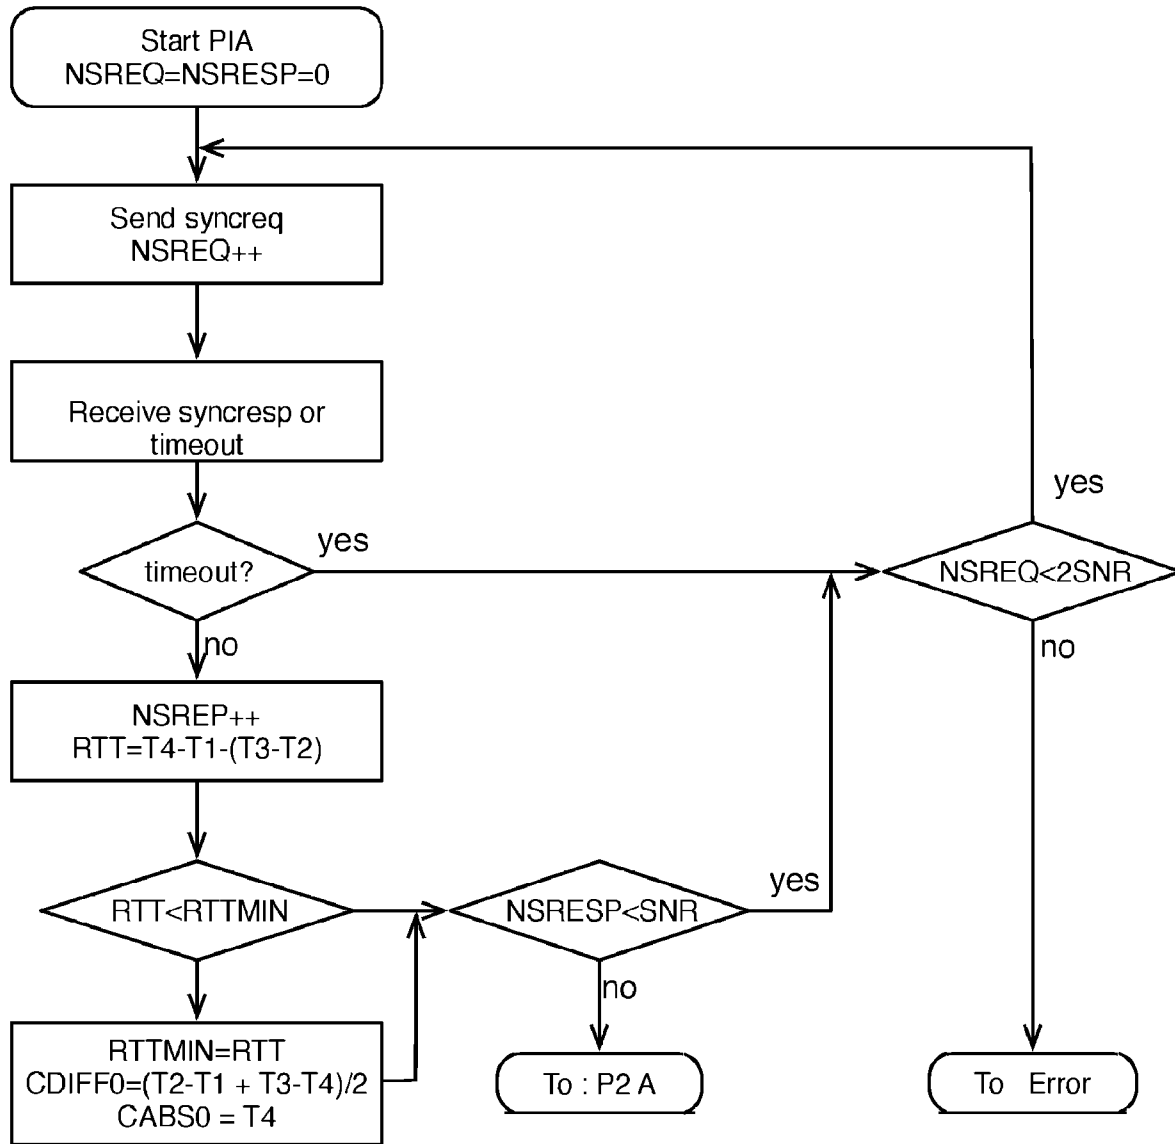 Start PIA
NSREQ=NSRESP=0
Send syncreq
NSREQ++
Receive syncresp or
timeout
timeout?
yes
no
NSREQ<2SNR
yes
no
NSREP++
RTT=T4-T1-(T3-T2)
RTT<RTTMIN
NSRESP<SNR
yes
no
RTTMIN=RTT
CDIFF0=(T2-T1 + T3-T4)/2
CABS0 = T4
To : P2 A
To Error